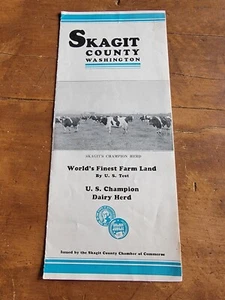 SKAGIT
COUNTY
WASHINGTON
SKAGIT'S CHAMPION HERD
World's Finest Farm Land
By U. S. Test
U. S. Champion
Dairy Herd
Issued by the Skagit County Chamber of Commerce